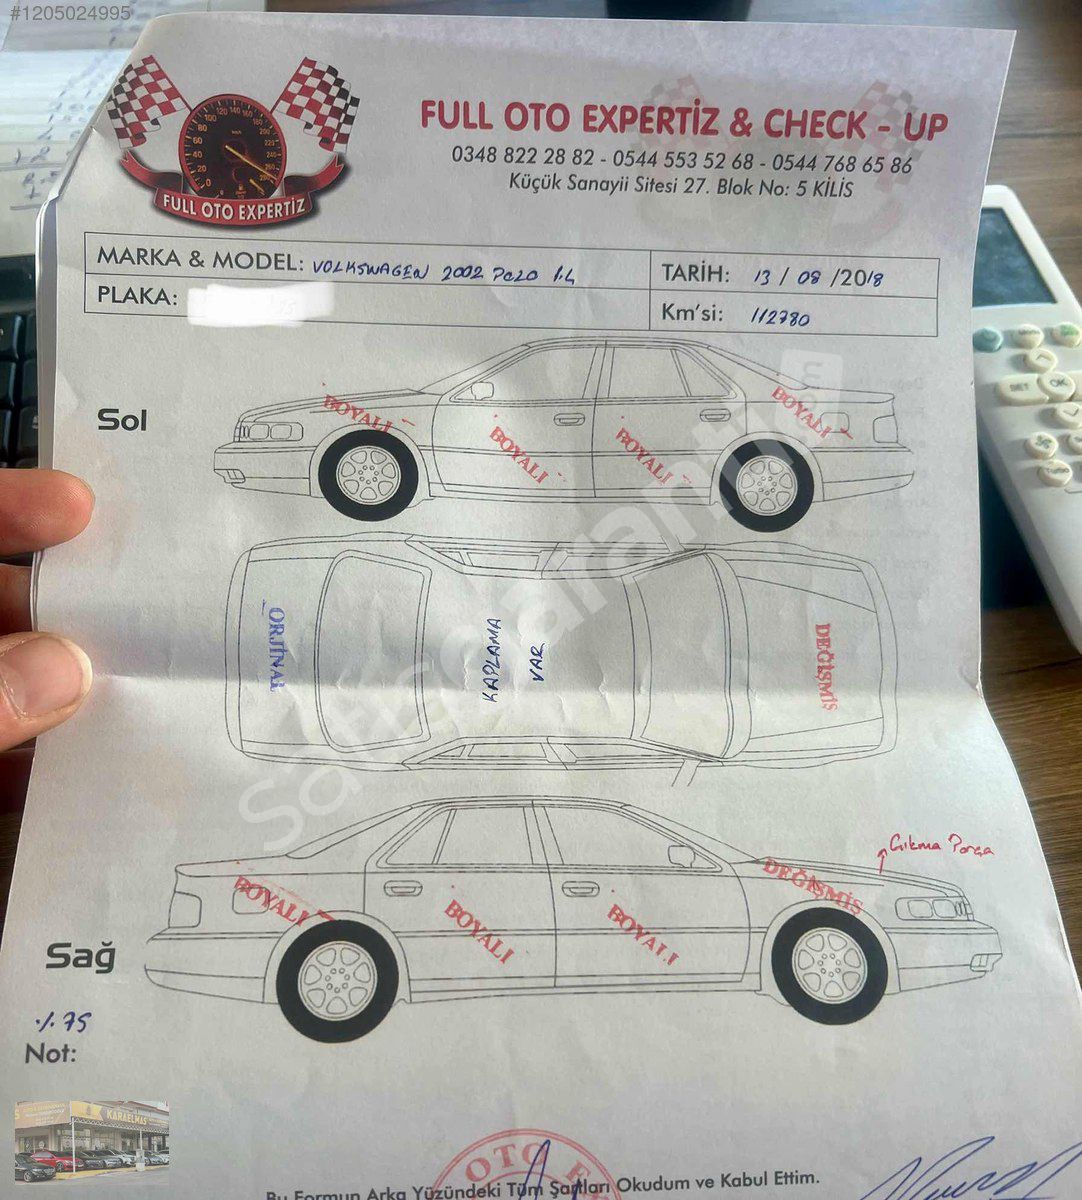 #1205024995
FULL OTO EXPERTİZ
FULL OTO EXPERTİZ & CHECK - UP
0348 822 28 82 - 0544 553 52 68 - 0544 768 65 86
Küçük Sanayii Sitesi 27. Blok No: 5 KİLİS
MARKA & MODEL: VOLKSWAGEN 2002 POLO 1.4
TARİH: 13 / 08 /2018
PLAKA:
Km'si: 112780
Sol
BOYALI
BOYALI
BOYALI
BOYALI
ORJİNAL
KAPLAMA
VAR
DEĞİŞMİŞ
sahibinden.com
Çıkma Parça
BOYALI
BOYALI
BOYALI
DEĞİŞMİŞ
Sağ
·/. 75
Not:
KARAELMAS
OTO E
Bu Formun Arka Yüzündeki Tüm Şartları Okudum ve Kabul Ettim.